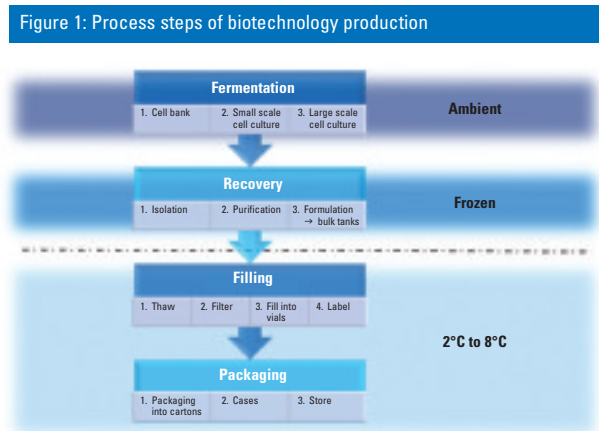 Figure 1: Process steps of biotechnology production
Fermentation
1. Cell bank
2. Small scale
cell culture
3. Large scale
cell culture
Ambient
Recovery
1. Isolation
2. Purification
3. Formulation
→ bulk tanks
Frozen
Filling
1. Thaw
2. Filter
3. Fill into
vials
4. Label
2°C to 8°C
Packaging
1. Packaging
into cartons
2. Cases
3. Store